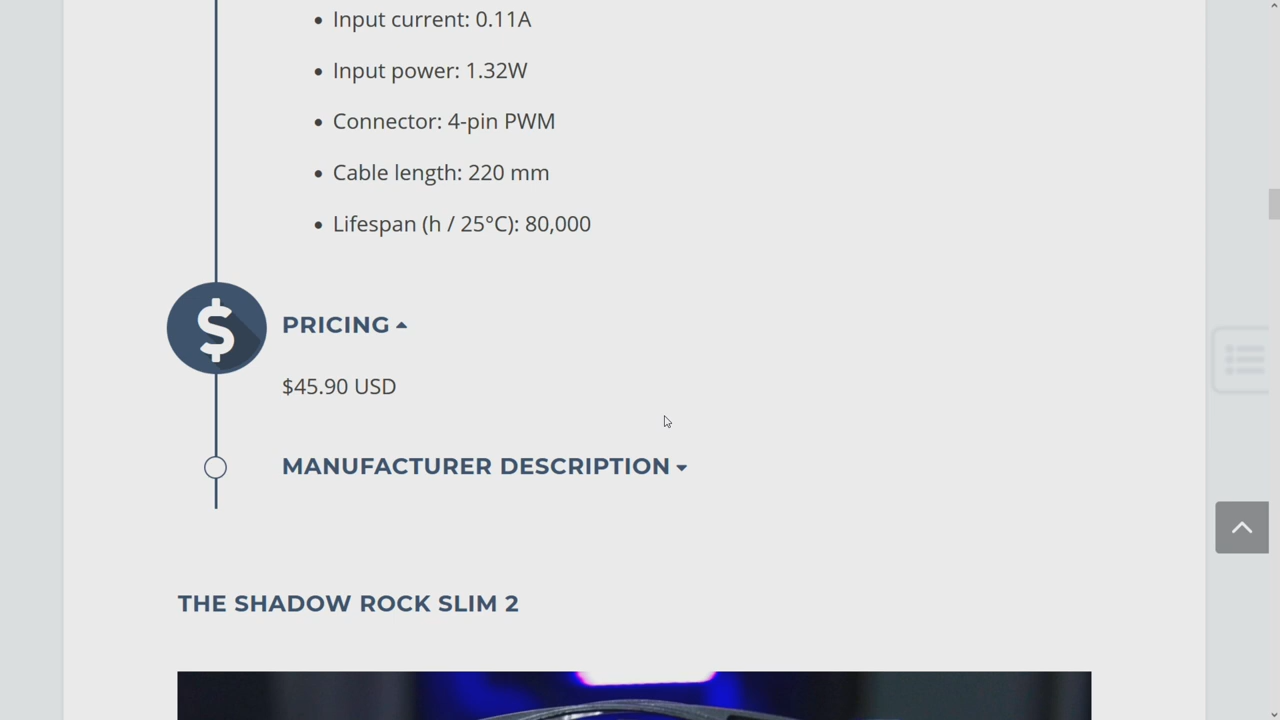 Input current: 0.11A
Input power: 1.32W
Connector: 4-pin PWM
Cable length: 220 mm
Lifespan (h / 25°C): 80,000
$
PRICING
$45.90 USD
MANUFACTURER DESCRIPTION
THE SHADOW ROCK SLIM 2